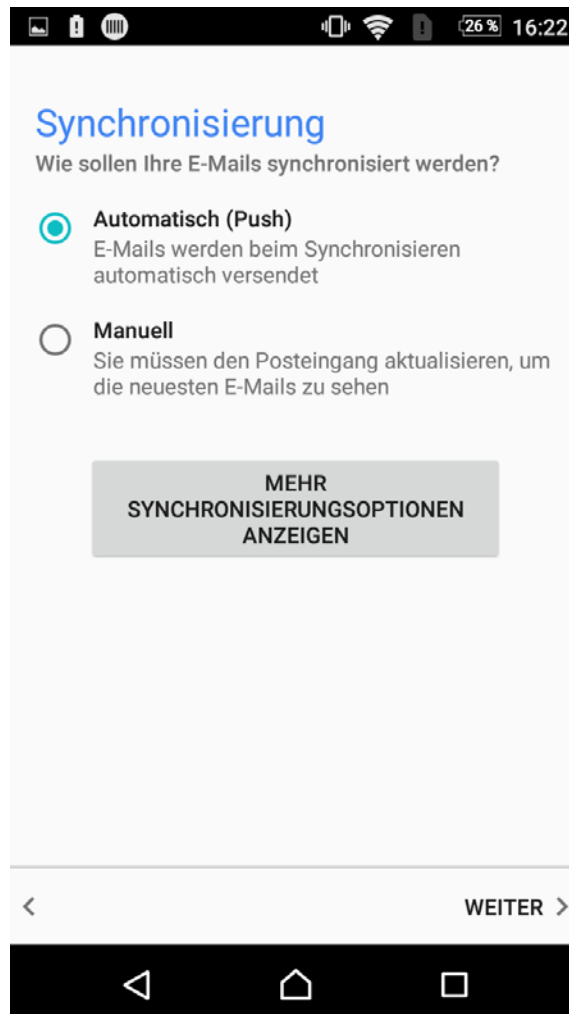 26 % 16:22
Synchronisierung
Wie sollen Ihre E-Mails synchronisiert werden?
Automatisch (Push)
E-Mails werden beim Synchronisieren
automatisch versendet
Manuell
Sie müssen den Posteingang aktualisieren, um
die neuesten E-Mails zu sehen
MEHR
SYNCHRONISIERUNGSOPTIONEN
ANZEIGEN
WEITER